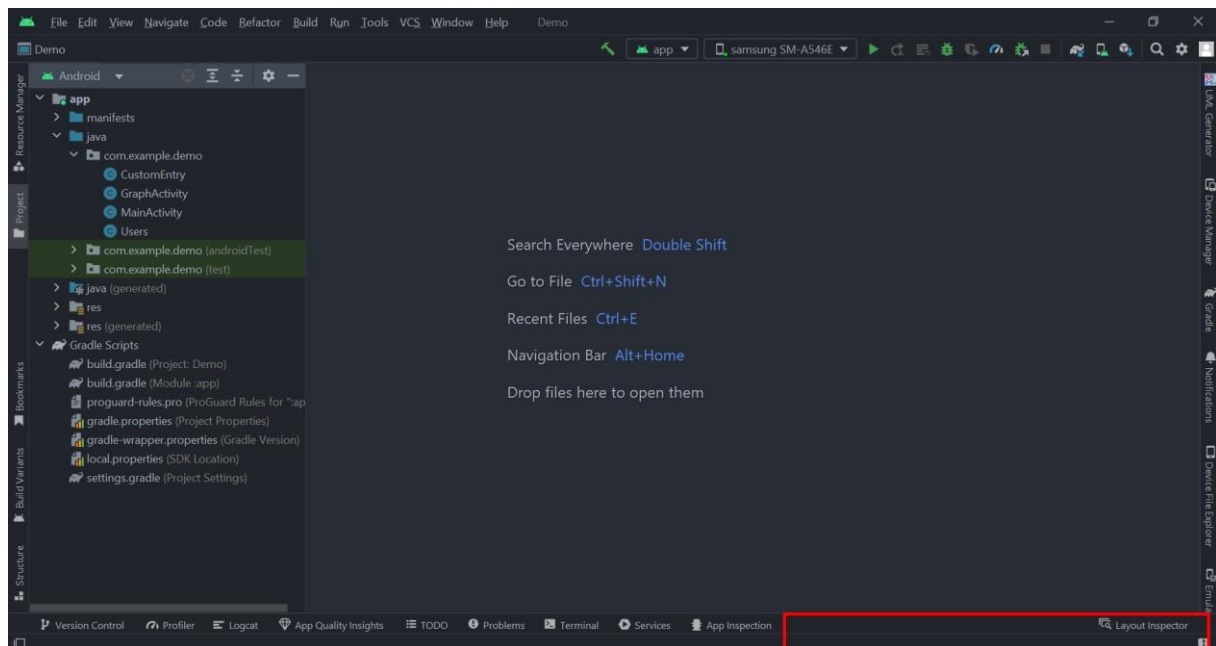 File Edit View Navigate Code Refactor Build Run Tools VCS Window Help Demo
Demo app samsung SM-A546E
Android
app
manifests
java
com.example.demo
CustomEntry
GraphActivity
MainActivity
Users
com.example.demo (androidTest)
com.example.demo (test)
java (generated)
res
res (generated)
Gradle Scripts
build.gradle (Project: Demo)
build.gradle (Module :app)
proguard-rules.pro (ProGuard Rules for ":ap
gradle.properties (Project Properties)
gradle-wrapper.properties (Gradle Version)
local.properties (SDK Location)
settings.gradle (Project Settings)
Resource Manager
Project
Bookmarks
Build Variants
Structure
Search Everywhere Double Shift
Go to File Ctrl+Shift+N
Recent Files Ctrl+E
Navigation Bar Alt+Home
Drop files here to open them
UML Generator
Device Manager
Gradle
Notifications
Device File Explorer
Emula
Version Control Profiler Logcat App Quality Insights TODO Problems Terminal Services App Inspection Layout Inspector